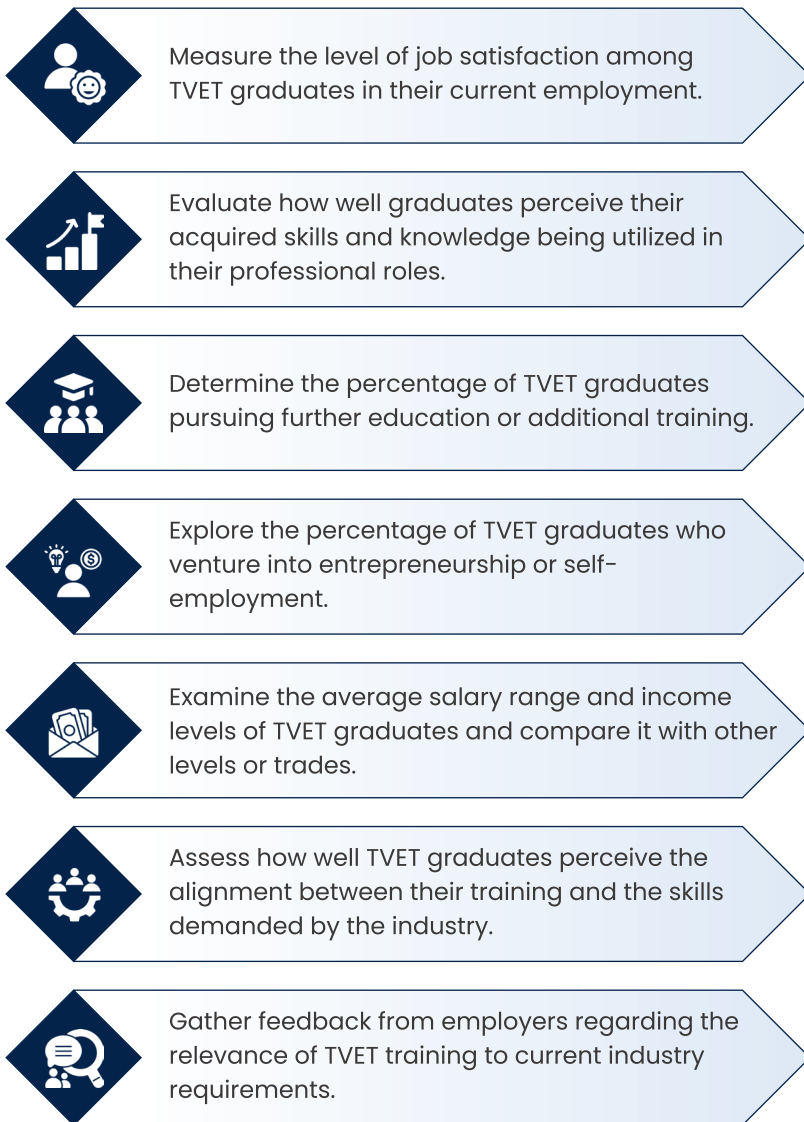 Measure the level of job satisfaction among
TVET graduates in their current employment.
Evaluate how well graduates perceive their
acquired skills and knowledge being utilized in
their professional roles.
Determine the percentage of TVET graduates
pursuing further education or additional training.
Explore the percentage of TVET graduates who
venture into entrepreneurship or self-
employment.
Examine the average salary range and income
levels of TVET graduates and compare it with other
levels or trades.
Assess how well TVET graduates perceive the
alignment between their training and the skills
demanded by the industry.
Gather feedback from employers regarding the
relevance of TVET training to current industry
requirements.